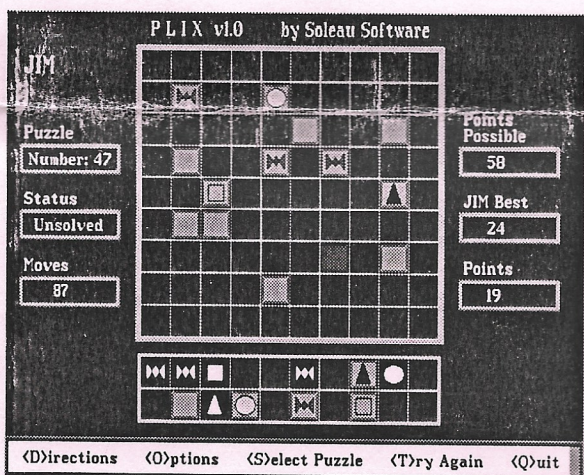 PLIX v1.0 by Soleau Software
JIM
Puzzle
Number: 47
Status
Unsolved
Moves
87
Points
Possible
58
JIM Best
24
Points
19
<D>irections <O>ptions <S>elect Puzzle <T>ry Again <Q>uit